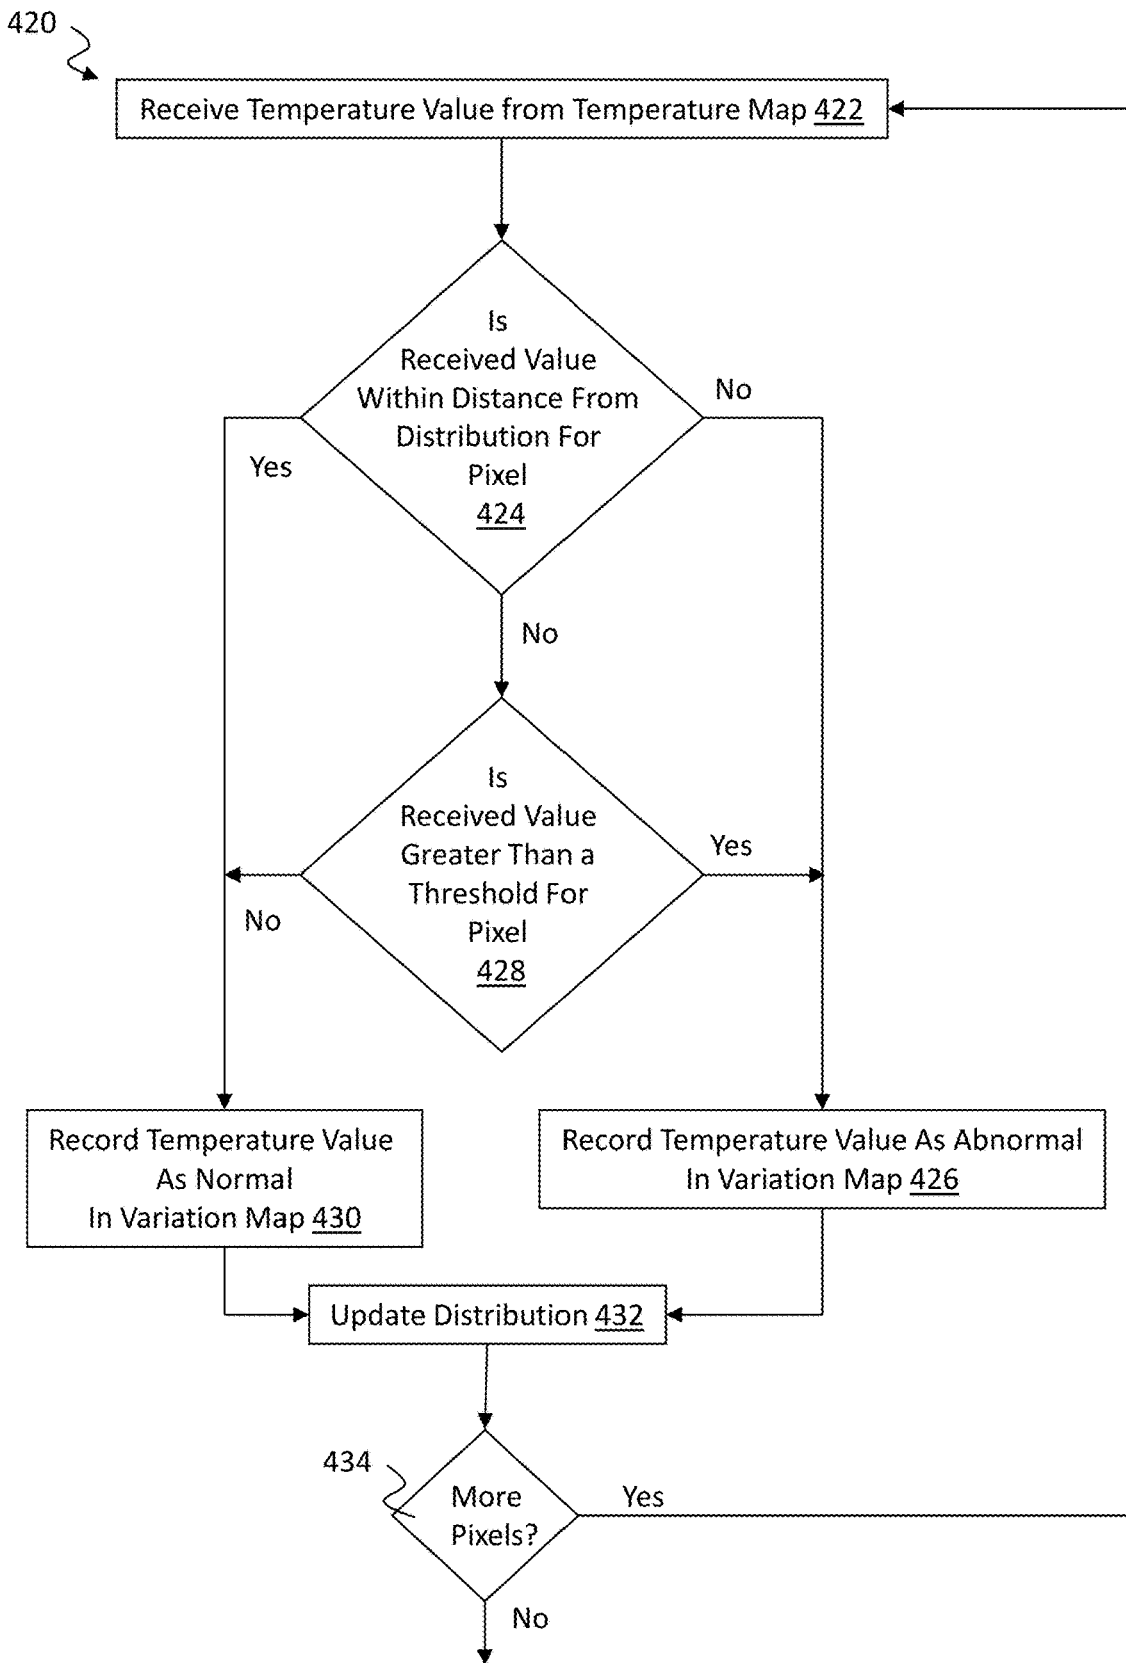 420
Receive Temperature Value from Temperature Map 422
Is
Received Value
Within Distance From
Distribution For
Pixel
424
No
Yes
No
Is
Received Value
Greater Than a
Threshold For
Pixel
428
Yes
No
Record Temperature Value
As Normal
In Variation Map 430
Record Temperature Value As Abnormal
In Variation Map 426
Update Distribution 432
434
More
Pixels?
Yes
No